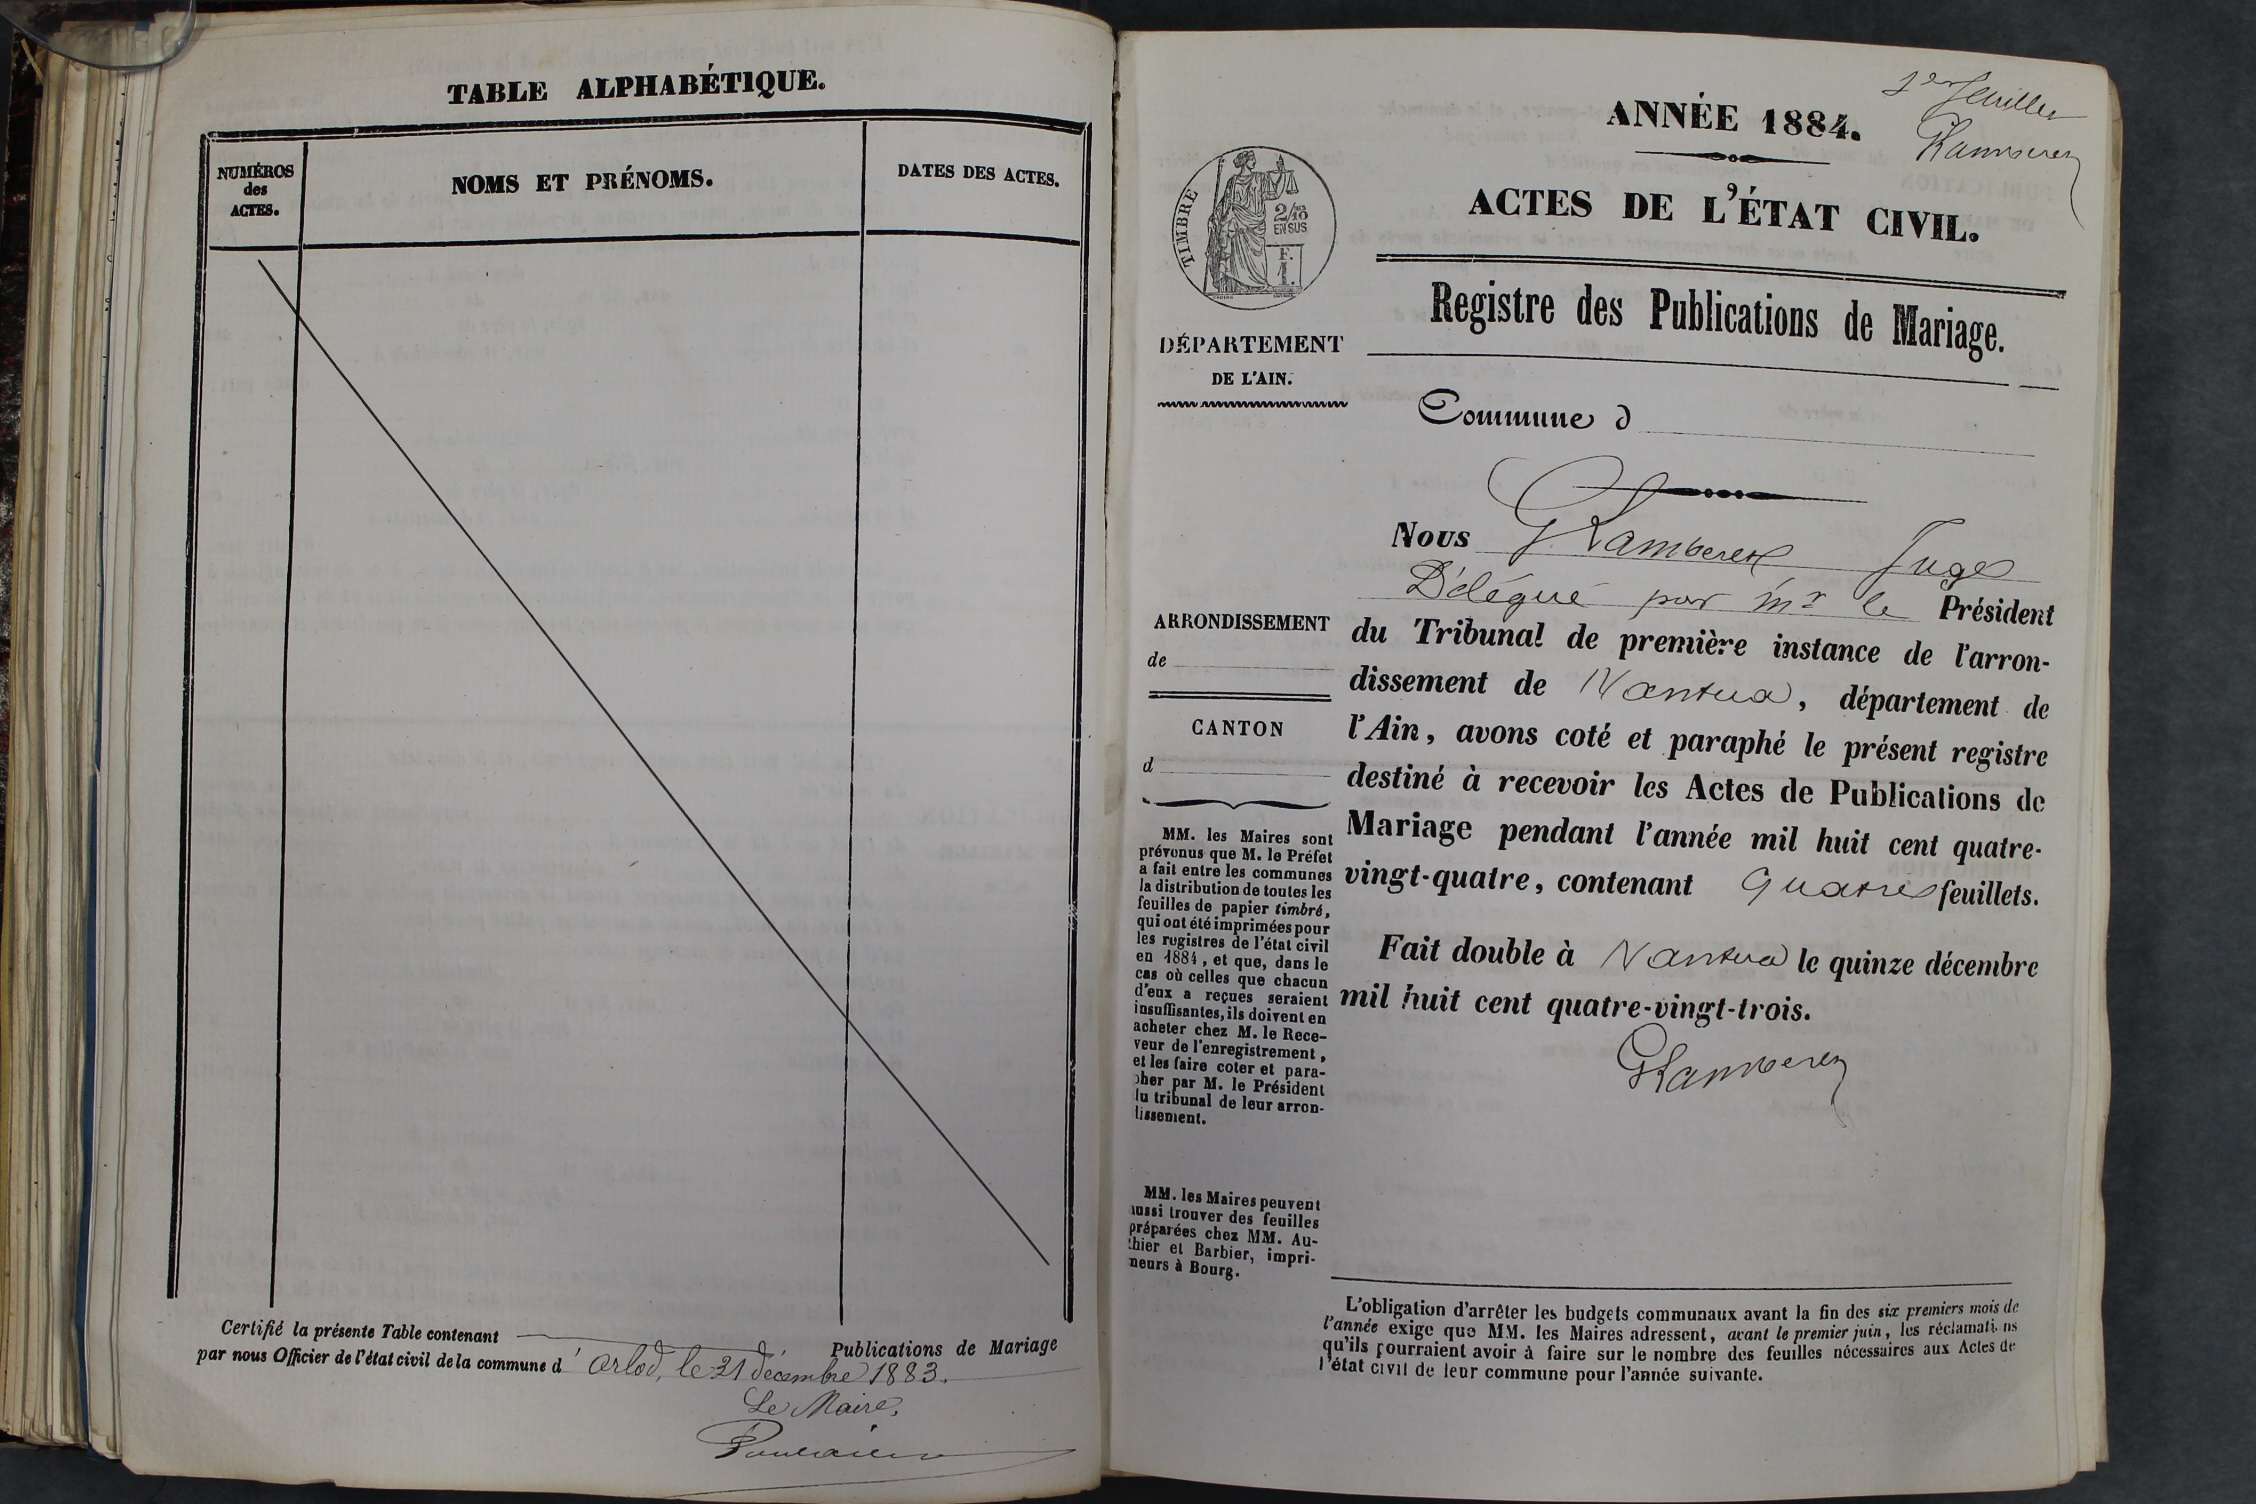 TABLE ALPHABÉTIQUE.
NUMÉROS
des
ACTES.
NOMS ET PRÉNOMS.
DATES DES ACTES.
Certifié la présente Table contenant Publications de Mariage
par nous Officier de l'état civil de la commune d' Arlod, le 31 décembre 1883.
Le Maire,
1er feuillet
ANNÉE 1884.
ACTES DE L'ÉTAT CIVIL.
TIMBRE
2/10
EN SUS
F.
1.
Registre des Publications de Mariage.
DÉPARTEMENT
DE L'AIN.
Commune d
Nous Juge
Délégué par Mr le Président
du Tribunal de première instance de l'arron-
dissement de Nantua, département de
l'Ain, avons coté et paraphé le présent registre
destiné à recevoir les Actes de Publications de
Mariage pendant l'année mil huit cent quatre-
vingt-quatre, contenant quatre feuillets.
Fait double à Nantua le quinze décembre
mil huit cent quatre-vingt-trois.
ARRONDISSEMENT
de
CANTON
d
MM. les Maires sont
prévenus que M. le Préfet
a fait entre les communes
la distribution de toutes les
feuilles de papier timbré,
qui ont été imprimées pour
les registres de l'état civil
en 1884, et que, dans le
cas où celles que chacun
d'eux a reçues seraient
insuffisantes, ils doivent en
acheter chez M. le Rece-
veur de l'enregistrement,
et les faire coter et para-
pher par M. le Président
du tribunal de leur arron-
dissement.
MM. les Maires peuvent
aussi trouver des feuilles
préparées chez MM. Au-
thier et Barbier, impri-
meurs à Bourg.
L'obligation d'arrêter les budgets communaux avant la fin des six premiers mois de
l'année exige que MM. les Maires adressent, avant le premier juin, les réclamations
qu'ils pourraient avoir à faire sur le nombre des feuilles nécessaires aux Actes de
l'état civil de leur commune pour l'année suivante.